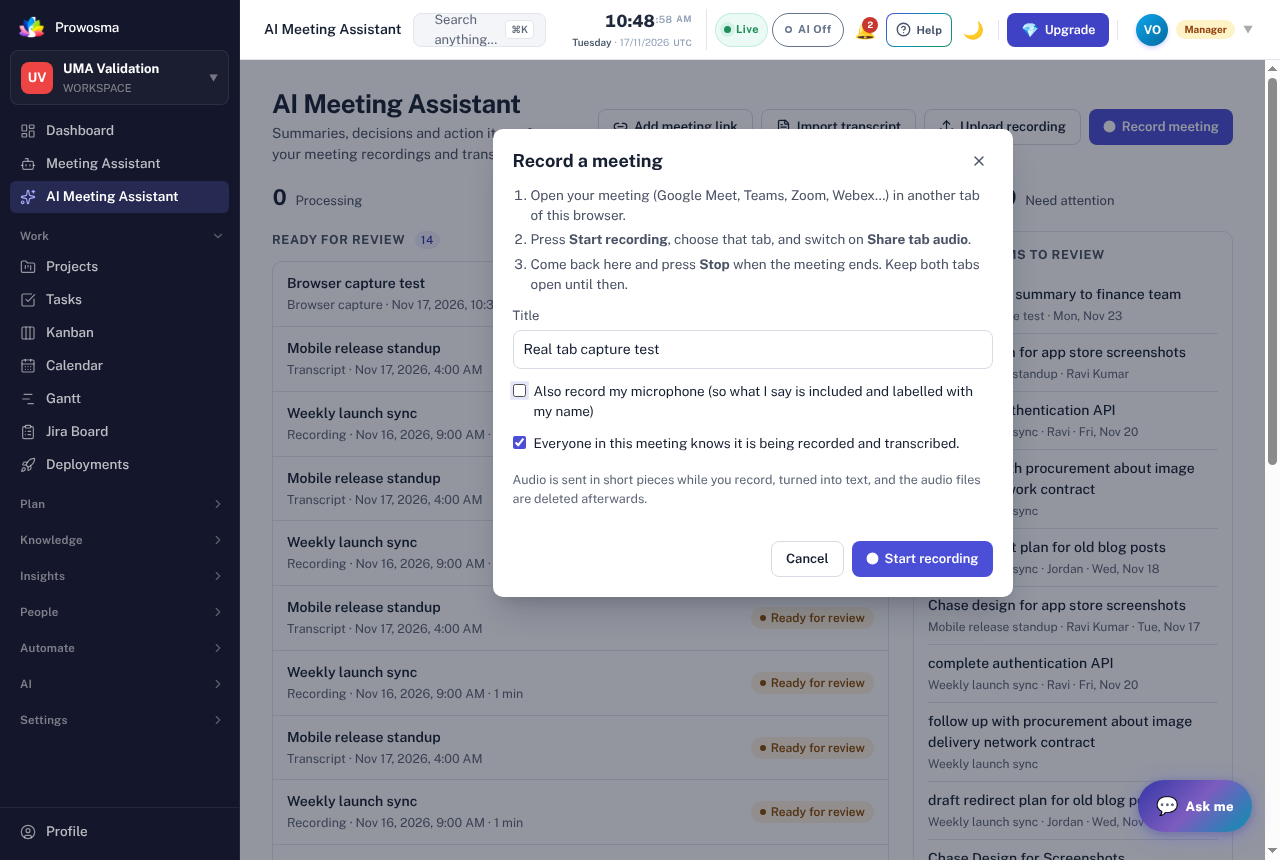 Prowosma
UV
UMA Validation
WORKSPACE
Dashboard
Meeting Assistant
AI Meeting Assistant
Work
Projects
Tasks
Kanban
Calendar
Gantt
Jira Board
Deployments
Plan
Knowledge
Insights
People
Automate
AI
Settings
Profile
AI Meeting Assistant
Search anything...
⌘K
10:48:58 AM
Tuesday · 17/11/2026 UTC
Live
AI Off
2
Help
Upgrade
VO
Manager
AI Meeting Assistant
Summaries, decisions and action
your meeting recordings and
Add meeting link
Import transcript
Upload recording
Record meeting
0 Processing
Need attention
READY FOR REVIEW 14
Browser capture test
Browser capture · Nov 17, 2026,
Mobile release standup
Transcript · Nov 17, 2026, 4:00 AM
Weekly launch sync
Recording · Nov 16, 2026, 9:00
Mobile release standup
Transcript · Nov 17, 2026, 4:00 AM
Weekly launch sync
Recording · Nov 16, 2026, 9:00
Mobile release standup
Transcript · Nov 17, 2026, 4:00 AM
Ready for review
Weekly launch sync
Recording · Nov 16, 2026, 9:00 AM · 1 min
Ready for review
Mobile release standup
Transcript · Nov 17, 2026, 4:00 AM
Ready for review
Weekly launch sync
Recording · Nov 16, 2026, 9:00 AM · 1 min
Ready for review
Record a meeting
1. Open your meeting (Google Meet, Teams, Zoom, Webex...) in another tab
of this browser.
2. Press Start recording, choose that tab, and switch on Share tab audio.
3. Come back here and press Stop when the meeting ends. Keep both tabs
open until then.
Title
Real tab capture test
Also record my microphone (so what I say is included and labelled with
my name)
Everyone in this meeting knows it is being recorded and transcribed.
Audio is sent in short pieces while you record, turned into text, and the audio files
are deleted afterwards.
Cancel
Start recording
TO REVIEW
summary to finance team
test · Mon, Nov 23
for app store screenshots
standup · Ravi Kumar
API
sync · Ravi · Fri, Nov 20
procurement about image
contract
sync
plan for old blog posts
sync · Jordan · Wed, Nov 18
Chase design for app store screenshots
Mobile release standup · Ravi Kumar · Tue, Nov 17
complete authentication API
Weekly launch sync · Ravi · Fri, Nov 20
follow up with procurement about image
delivery network contract
Weekly launch sync
draft redirect plan for old blog
Weekly launch sync · Jordan · Wed,
Chase Design for Screenshots
Ask me